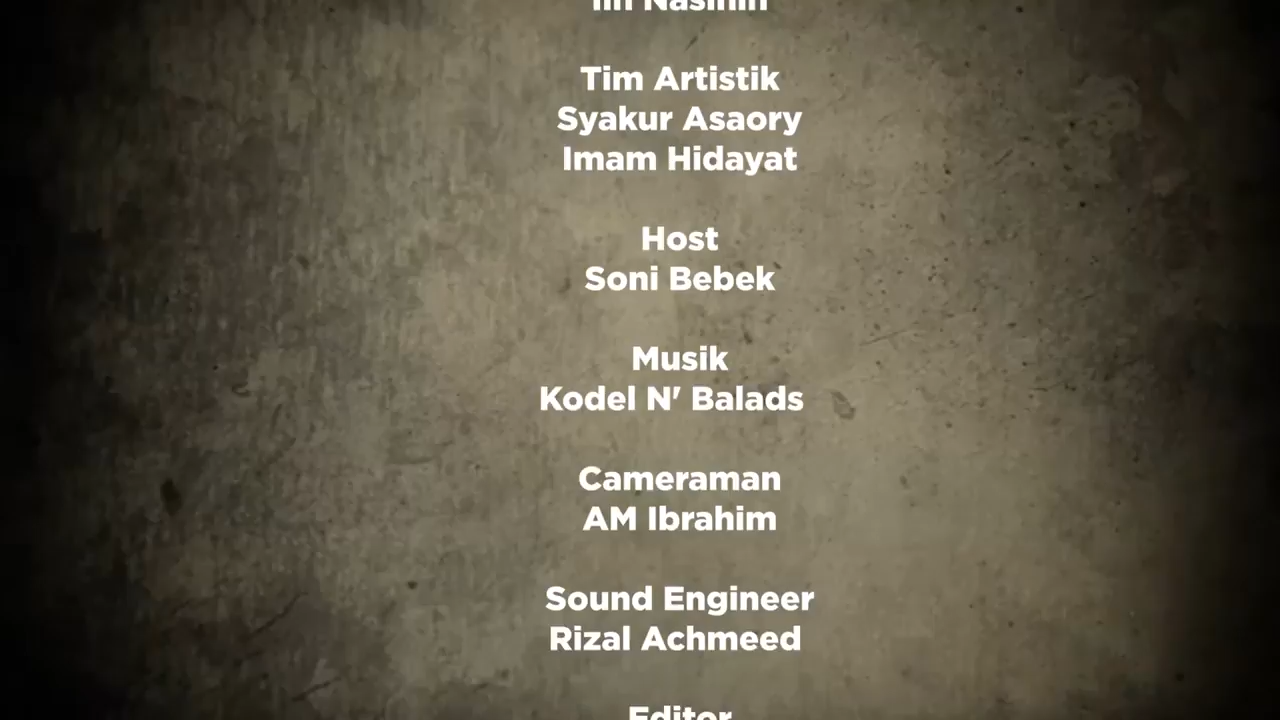 Tim Artistik
Syakur Asaory
Imam Hidayat
Host
Soni Bebek
Musik
Kodel N' Balads
Cameraman
AM Ibrahim
Sound Engineer
Rizal Achmeed
Editor